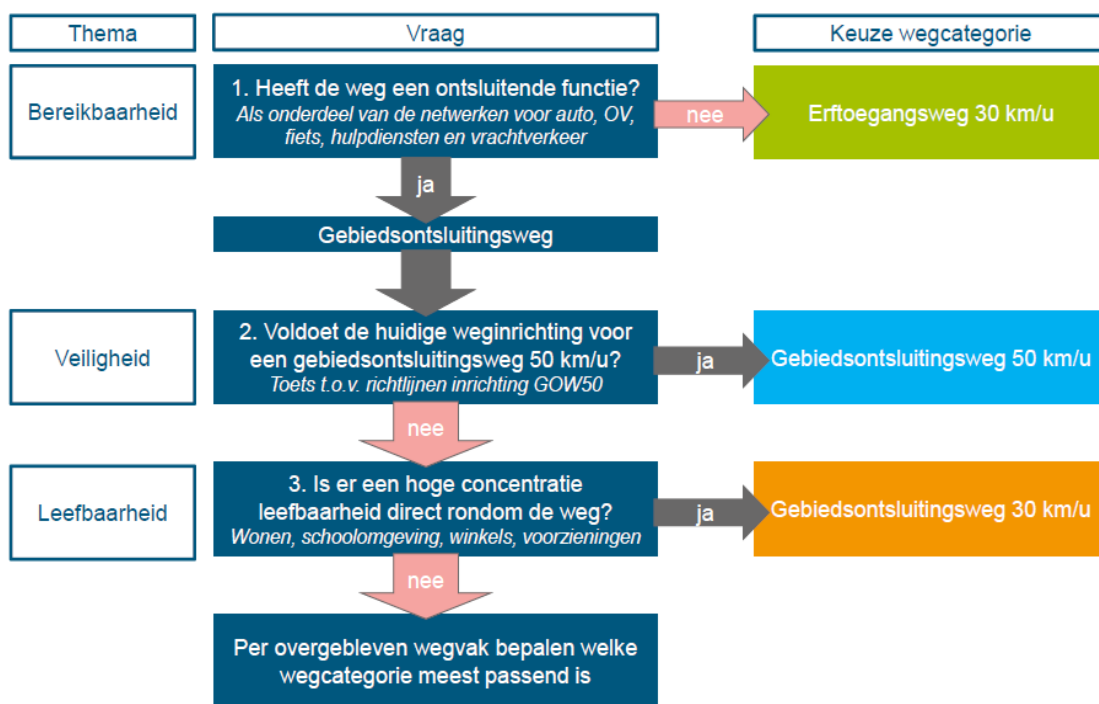 Thema
Vraag
Keuze wegcategorie
Bereikbaarheid
1. Heeft de weg een ontsluitende functie?
Als onderdeel van de netwerken voor auto, OV,
fiets, hulpdiensten en vrachtverkeer
nee
Erftoegangsweg 30 km/u
ja
Gebiedsontsluitingsweg
Veiligheid
2. Voldoet de huidige weginrichting voor
een gebiedsontsluitingsweg 50 km/u?
Toets t.o.v. richtlijnen inrichting GOW50
ja
Gebiedsontsluitingsweg 50 km/u
nee
Leefbaarheid
3. Is er een hoge concentratie
leefbaarheid direct rondom de weg?
Wonen, schoolomgeving, winkels, voorzieningen
ja
Gebiedsontsluitingsweg 30 km/u
nee
Per overgebleven wegvak bepalen welke
wegcategorie meest passend is